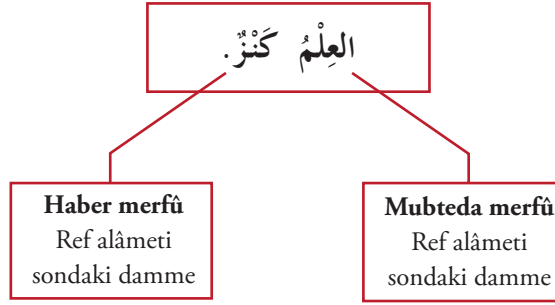 العِلْمُ كَنْزٌ.
Haber merfû
Ref alâmeti
sondaki damme
Mubteda merfû
Ref alâmeti
sondaki damme